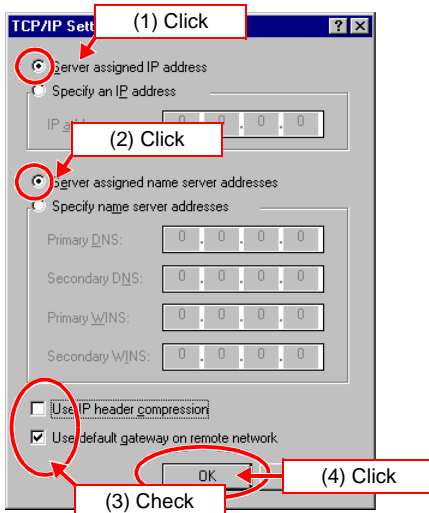 (1) Click
TCP/IP Sett
Server assigned IP address
Specify an IP address
IP a
0 . 0 . 0 . 0
(2) Click
Server assigned name server addresses
Specify name server addresses
Primary DNS: 0 . 0 . 0 . 0
Secondary DNS: 0 . 0 . 0 . 0
Primary WINS: 0 . 0 . 0 . 0
Secondary WINS: 0 . 0 . 0 . 0
Use IP header compression
Use default gateway on remote network
OK
(4) Click
(3) Check